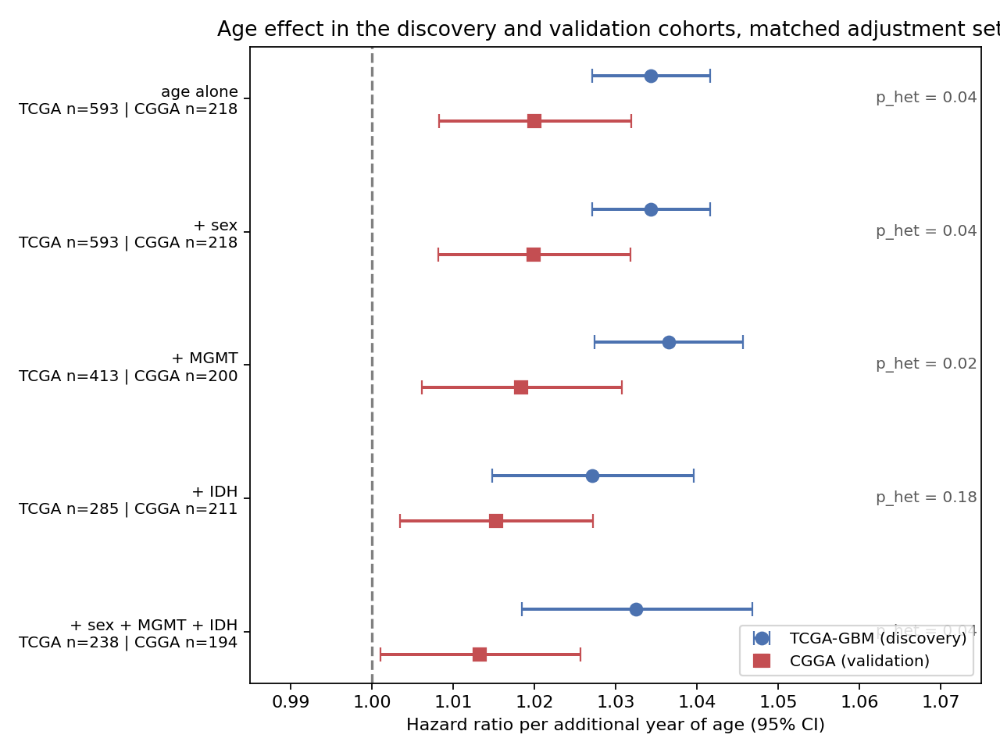 Age effect in the discovery and validation cohorts, matched adjustment set
age alone
TCGA n=593 | CGGA n=218
p_het = 0.04
+ sex
TCGA n=593 | CGGA n=218
p_het = 0.04
+ MGMT
TCGA n=413 | CGGA n=200
p_het = 0.02
+ IDH
TCGA n=285 | CGGA n=211
p_het = 0.18
+ sex + MGMT + IDH
TCGA n=238 | CGGA n=194
p_het = 0.04
TCGA-GBM (discovery)
CGGA (validation)
0.99 1.00 1.01 1.02 1.03 1.04 1.05 1.06 1.07
Hazard ratio per additional year of age (95% CI)